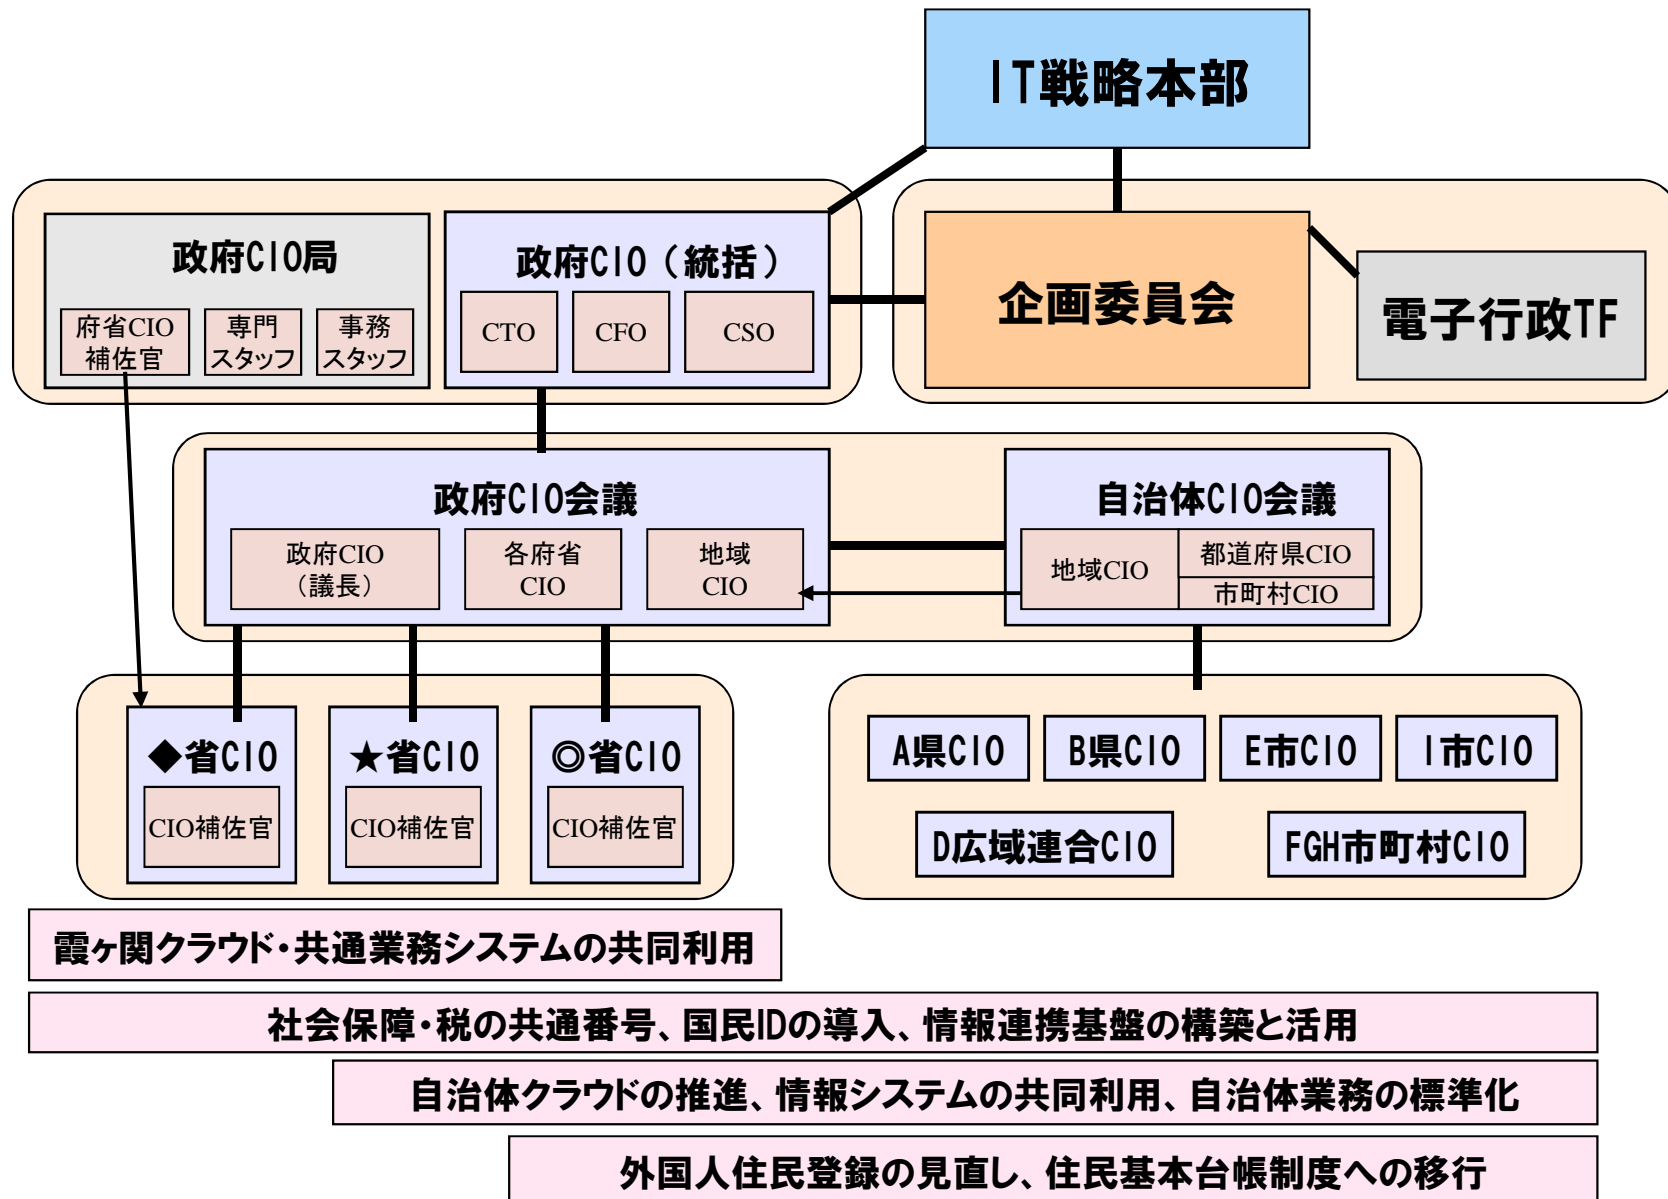 IT戦略本部
政府CIO局
府省CIO
補佐官
専門
スタッフ
事務
スタッフ
政府CIO（統括）
CTO
CFO
CSO
企画委員会
電子行政TF
政府CIO会議
政府CIO
（議長）
各府省
CIO
地域
CIO
自治体CIO会議
地域CIO
都道府県CIO
市町村CIO
◆省CIO
CIO補佐官
★省CIO
CIO補佐官
◎省CIO
CIO補佐官
A県CIO
B県CIO
E市CIO
I市CIO
D広域連合CIO
FGH市町村CIO
霞ヶ関クラウド・共通業務システムの共同利用
社会保障・税の共通番号、国民IDの導入、情報連携基盤の構築と活用
自治体クラウドの推進、情報システムの共同利用、自治体業務の標準化
外国人住民登録の見直し、住民基本台帳制度への移行